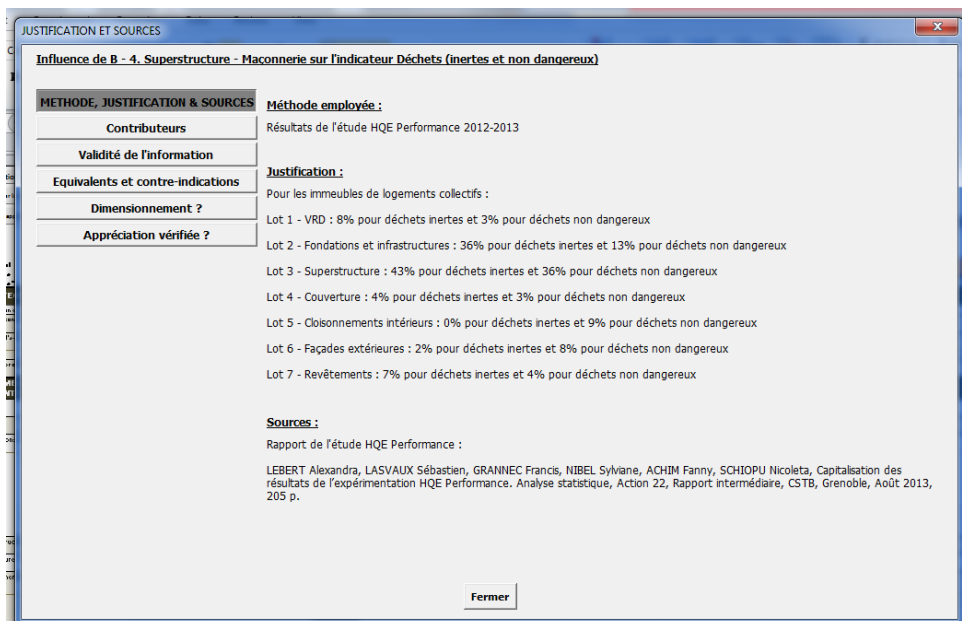 JUSTIFICATION ET SOURCES
Influence de B - 4. Superstructure - Maçonnerie sur l'indicateur Déchets (inertes et non dangereux)
METHODE, JUSTIFICATION & SOURCES
Contributeurs
Validité de l'information
Equivalents et contre-indications
Dimensionnement ?
Appréciation vérifiée ?
Méthode employée :
Résultats de l'étude HQE Performance 2012-2013
Justification :
Pour les immeubles de logements collectifs :
Lot 1 - VRD : 8% pour déchets inertes et 3% pour déchets non dangereux
Lot 2 - Fondations et infrastructures : 36% pour déchets inertes et 13% pour déchets non dangereux
Lot 3 - Superstructure : 43% pour déchets inertes et 36% pour déchets non dangereux
Lot 4 - Couverture : 4% pour déchets inertes et 3% pour déchets non dangereux
Lot 5 - Cloisonnements intérieurs : 0% pour déchets inertes et 9% pour déchets non dangereux
Lot 6 - Façades extérieures : 2% pour déchets inertes et 8% pour déchets non dangereux
Lot 7 - Revêtements : 7% pour déchets inertes et 4% pour déchets non dangereux
Sources :
Rapport de l'étude HQE Performance :
LEBERT Alexandra, LASVAUX Sébastien, GRANNEC Francis, NIBEL Sylviane, ACHIM Fanny, SCHIOPU Nicoleta, Capitalisation des
résultats de l'expérimentation HQE Performance. Analyse statistique, Action 22, Rapport intermédiaire, CSTB, Grenoble, Août 2013,
205 p.
Fermer